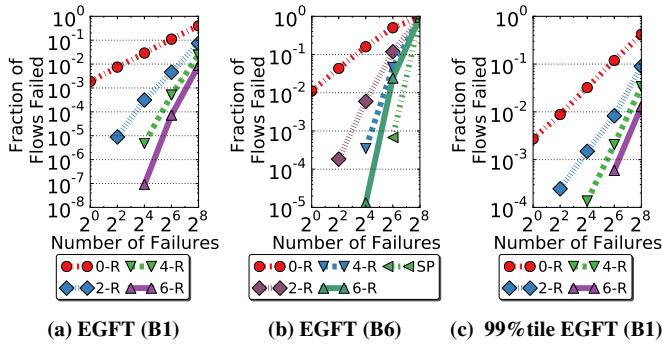 Fraction of Flows Failed
10^0
10^-1
10^-2
10^-3
10^-4
10^-5
10^-6
10^-7
10^-8
2^0 2^2 2^4 2^6 2^8
Number of Failures
0-R 4-R
2-R 6-R
(a) EGFT (B1)
Fraction of Flows Failed
10^0
10^-1
10^-2
10^-3
10^-4
10^-5
2^0 2^2 2^4 2^6 2^8
Number of Failures
0-R 4-R SP
2-R 6-R
(b) EGFT (B6)
Fraction of Flows Failed
10^0
10^-1
10^-2
10^-3
10^-4
2^0 2^2 2^4 2^6 2^8
Number of Failures
0-R 4-R
2-R 6-R
(c) 99%tile EGFT (B1)